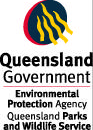 Queensland
Government
Environmental
Protection Agency
Queensland Parks
and Wildlife Service